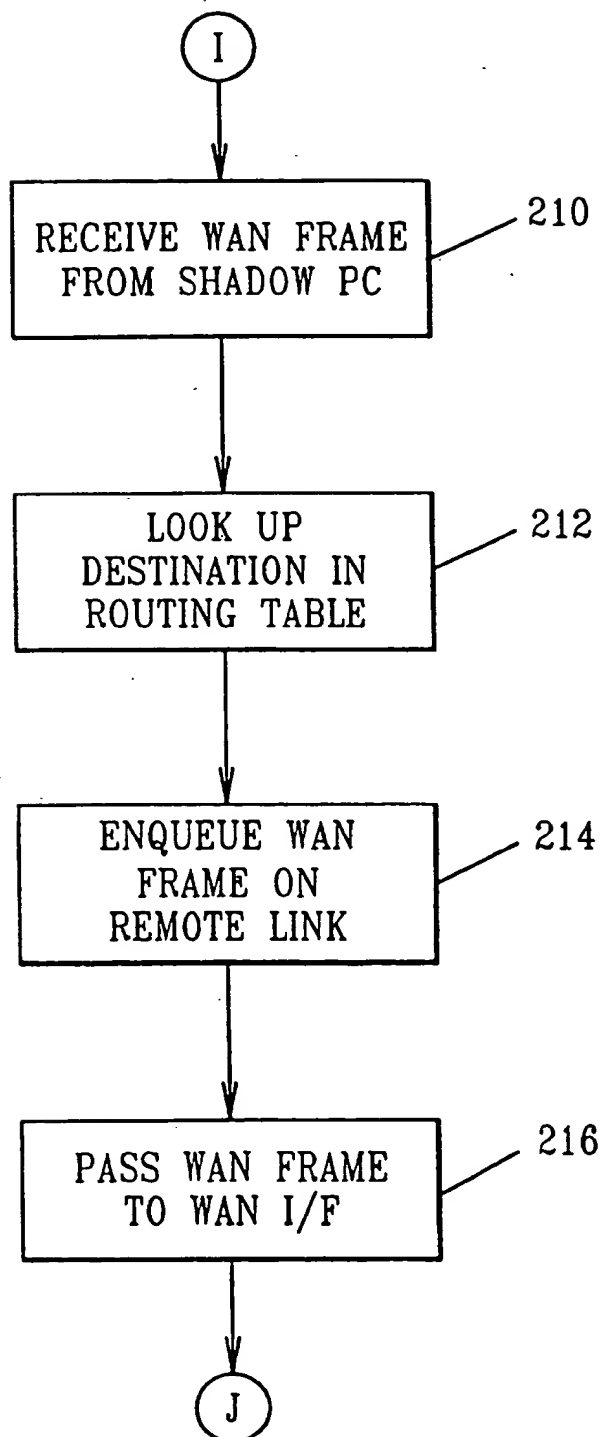 I
RECEIVE WAN FRAME
FROM SHADOW PC
210
LOOK UP
DESTINATION IN
ROUTING TABLE
212
ENQUEUE WAN
FRAME ON
REMOTE LINK
214
PASS WAN FRAME
TO WAN I/F
216
J